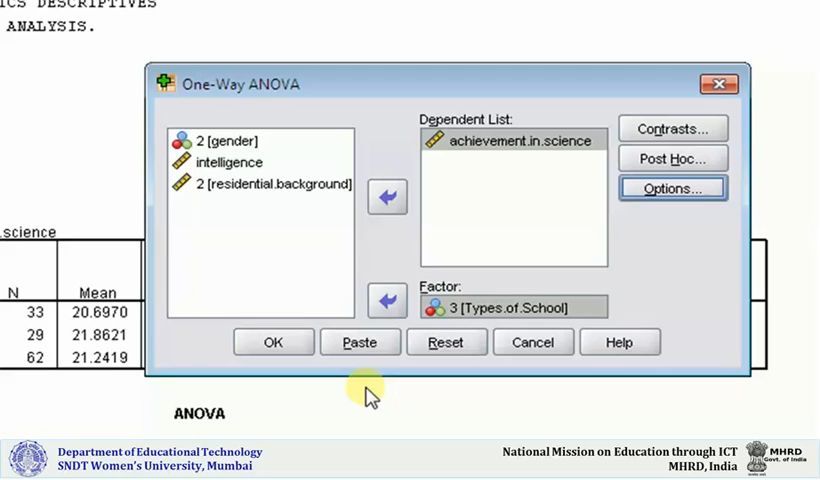 ICS DESCRIPTIVES
ANALYSIS.
One-Way ANOVA
Dependent List:
2 [gender]
intelligence
2 [residential.background]
achievement.in.science
Contrasts...
Post Hoc...
Options...
Factor:
3 [Types.of.School]
OK
Paste
Reset
Cancel
Help
.science
N Mean
33 20.6970
29 21.8621
62 21.2419
ANOVA
Department of Educational Technology
SNDT Women's University, Mumbai
National Mission on Education through ICT
MHRD, India
MHRD
Govt. of India